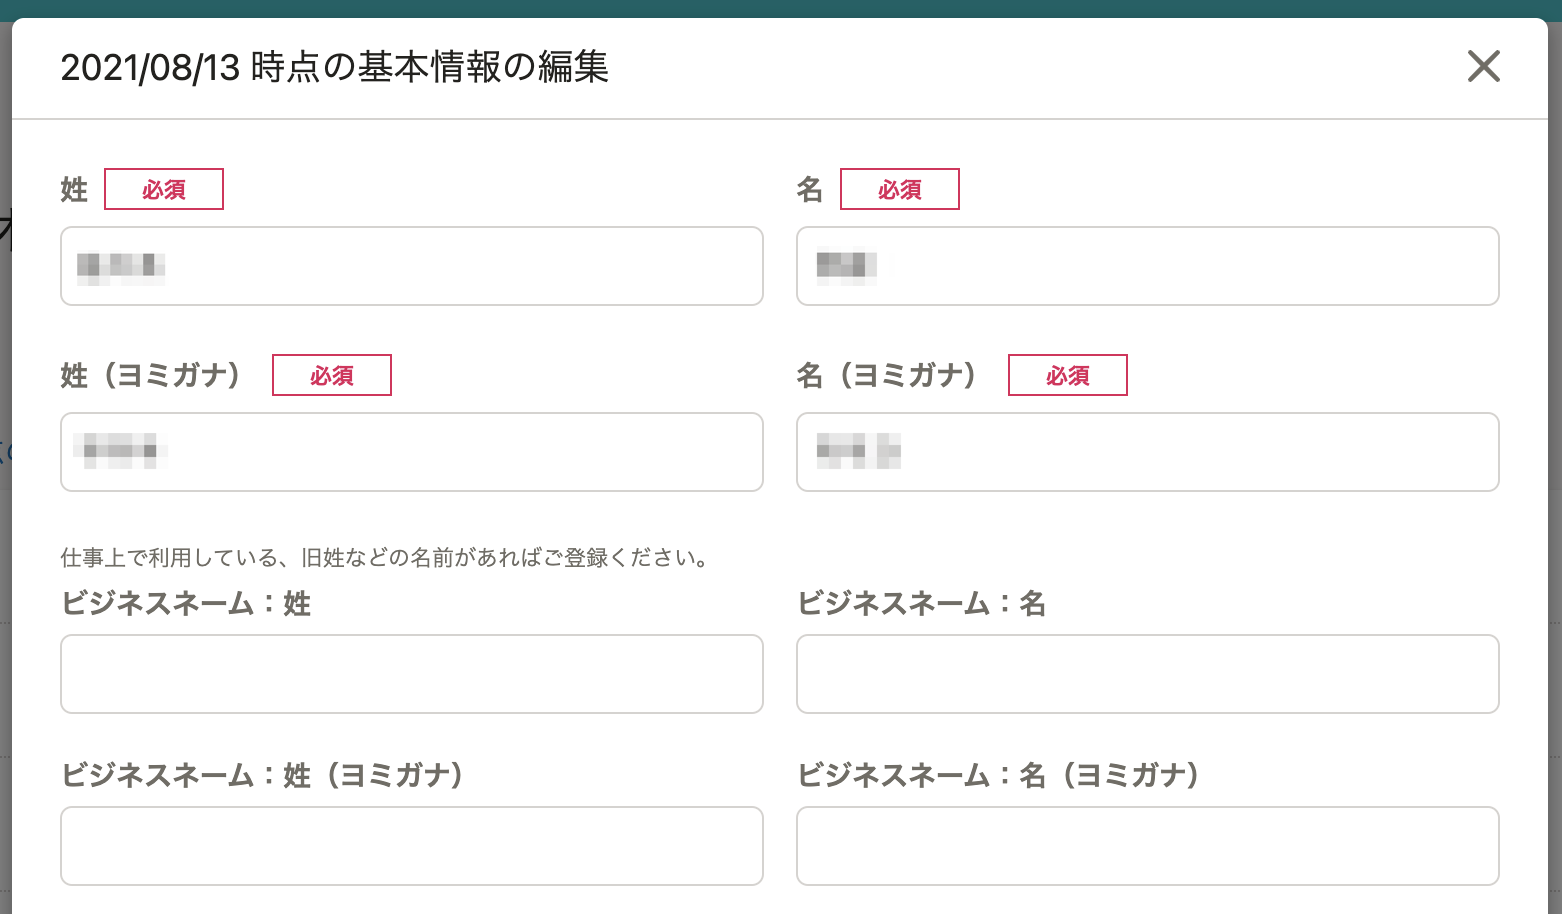 2021/08/13 時点の基本情報の編集
姓 必須
名 必須
姓（ヨミガナ） 必須
名（ヨミガナ） 必須
仕事上で利用している、旧姓などの名前があればご登録ください。
ビジネスネーム：姓
ビジネスネーム：名
ビジネスネーム：姓（ヨミガナ）
ビジネスネーム：名（ヨミガナ）